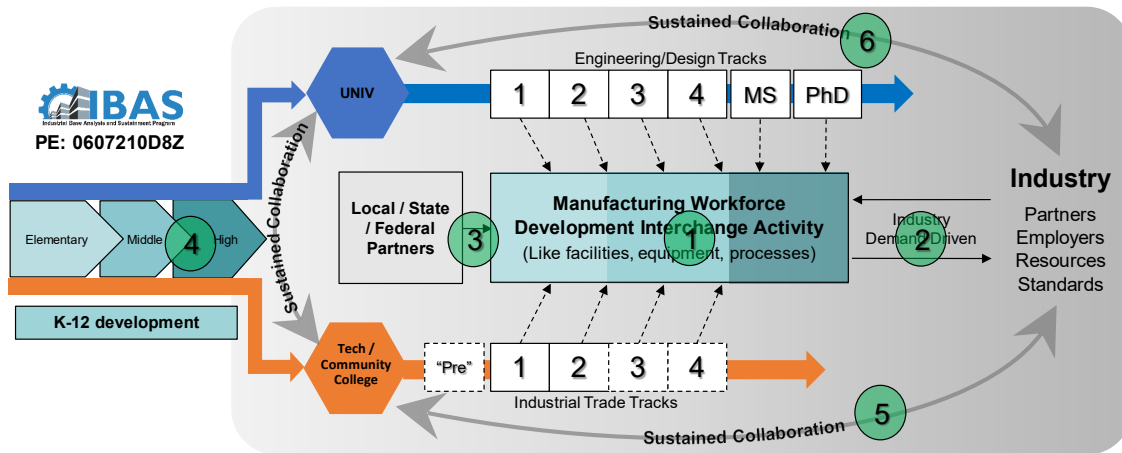 Sustained Collaboration
6
Engineering/Design Tracks
UNIV
1
2
3
4
MS
PhD
IBAS
Industrial Base Analysis and Sustainment Program
PE: 0607210D8Z
Sustained Collaboration
Elementary
Middle
4
High
K-12 development
Local / State
/ Federal
Partners
3
Manufacturing Workforce
Development Interchange Activity
(Like facilities, equipment, processes)
1
Industry
Demand Driven
2
Industry
Partners
Employers
Resources
Standards
Tech /
Community
College
“Pre”
1
2
3
4
Industrial Trade Tracks
5
Sustained Collaboration